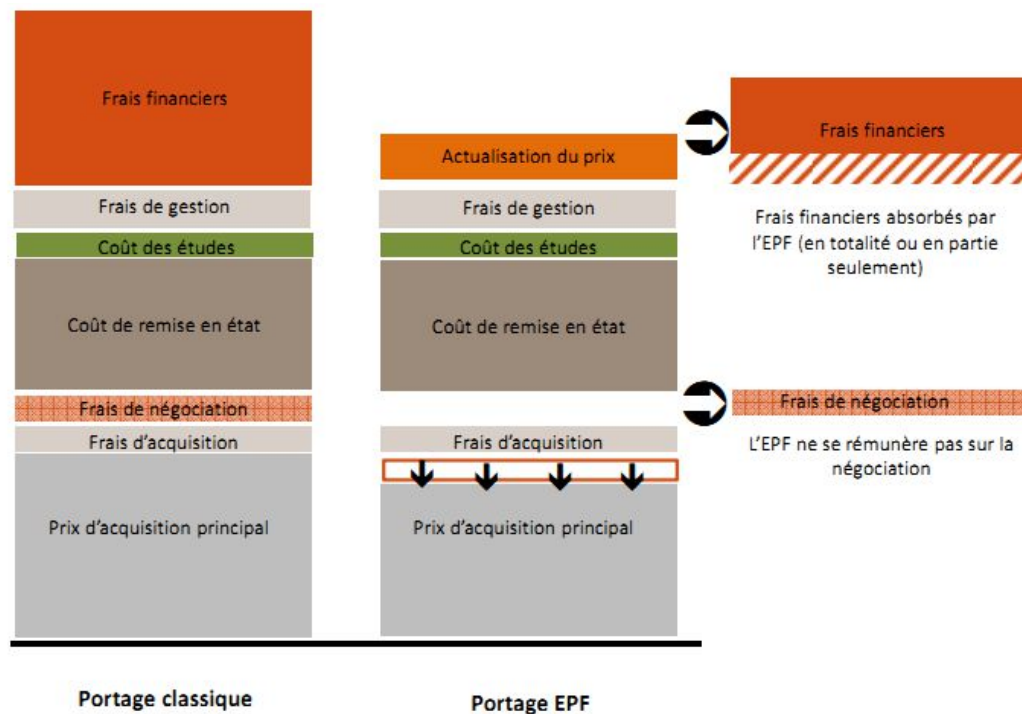 Frais financiers
Frais de gestion
Coût des études
Coût de remise en état
Frais de négociation
Frais d'acquisition
Prix d'acquisition principal
Portage classique
Actualisation du prix
Frais de gestion
Coût des études
Coût de remise en état
Frais d'acquisition
Prix d'acquisition principal
Portage EPF
Frais financiers
Frais financiers absorbés par
l'EPF (en totalité ou en partie
seulement)
Frais de négociation
L'EPF ne se rémunère pas sur la
négociation